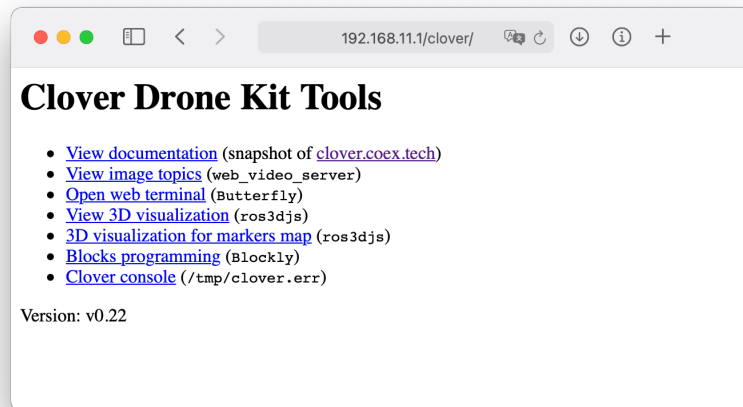 192.168.11.1/clover/
Clover Drone Kit Tools
View documentation (snapshot of clover.coex.tech)
View image topics (web_video_server)
Open web terminal (Butterfly)
View 3D visualization (ros3djs)
3D visualization for markers map (ros3djs)
Blocks programming (Blockly)
Clover console (/tmp/clover.err)
Version: v0.22